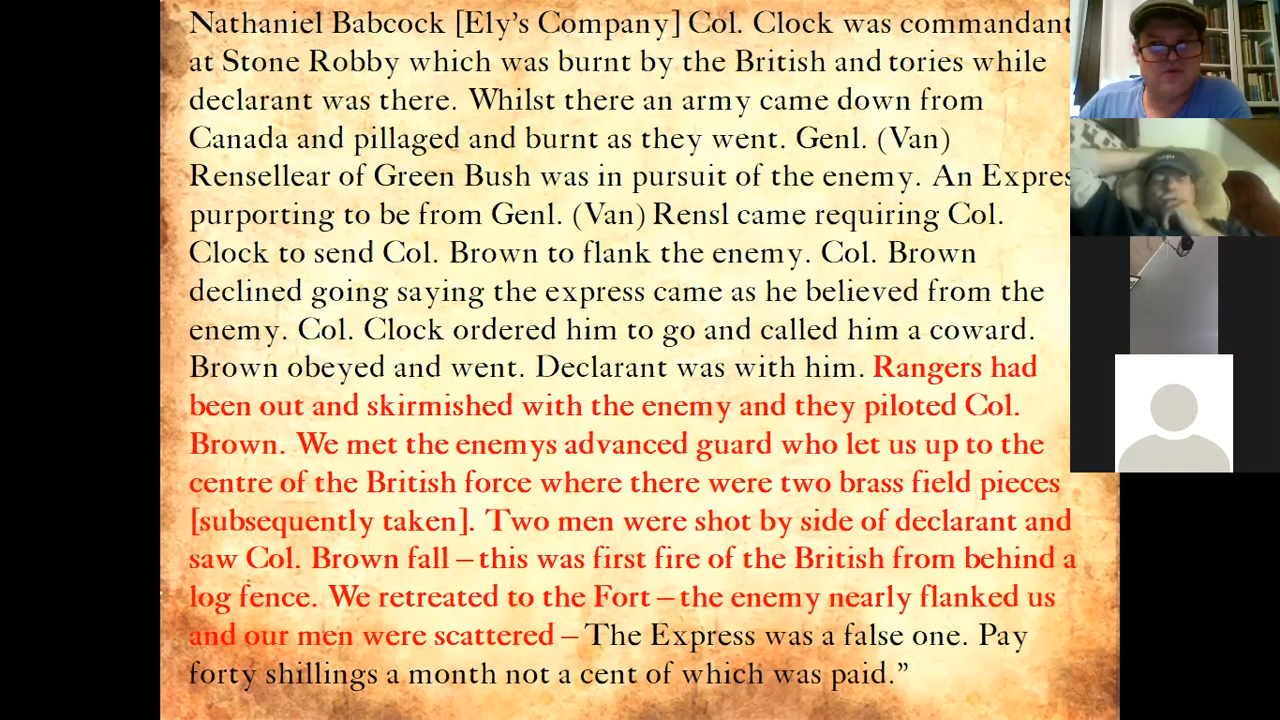 Nathaniel Babcock [Ely's Company] Col. Clock was commandant
at Stone Robby which was burnt by the British and tories while
declarant was there. Whilst there an army came down from
Canada and pillaged and burnt as they went. Genl. (Van)
Rensellear of Green Bush was in pursuit of the enemy. An Expres
purporting to be from Genl. (Van) Rensl came requiring Col.
Clock to send Col. Brown to flank the enemy. Col. Brown
declined going saying the express came as he believed from the
enemy. Col. Clock ordered him to go and called him a coward.
Brown obeyed and went. Declarant was with him. Rangers had
been out and skirmished with the enemy and they piloted Col.
Brown. We met the enemys advanced guard who let us up to the
centre of the British force where there were two brass field pieces
[subsequently taken]. Two men were shot by side of declarant and
saw Col. Brown fall – this was first fire of the British from behind a
log fence. We retreated to the Fort – the enemy nearly flanked us
and our men were scattered – The Express was a false one. Pay
forty shillings a month not a cent of which was paid.”